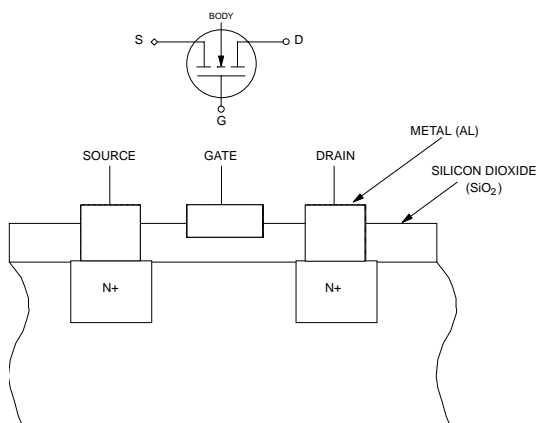 BODY
S
D
G
METAL (AL)
SOURCE
GATE
DRAIN
SILICON DIOXIDE
(SiO₂)
N+
N+